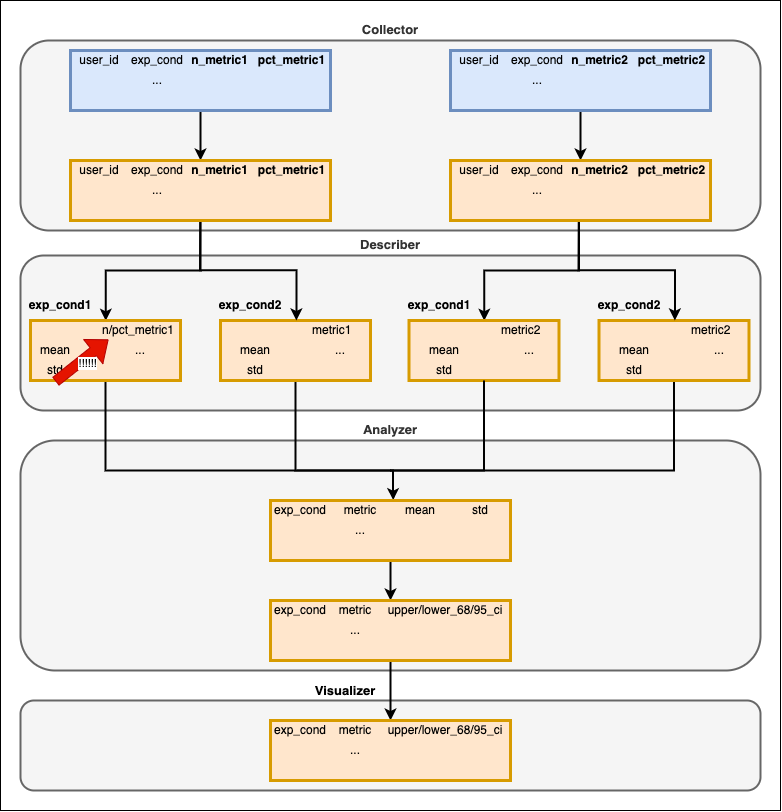 Collector
user_id exp_cond n_metric1 pct_metric1
...
user_id exp_cond n_metric2 pct_metric2
...
user_id exp_cond n_metric1 pct_metric1
...
user_id exp_cond n_metric2 pct_metric2
...
Describer
exp_cond1
n/pct_metric1
mean ...
std
!!!!!!
exp_cond2
metric1
mean ...
std
exp_cond1
metric2
mean ...
std
exp_cond2
metric2
mean ...
std
Analyzer
exp_cond metric mean std
...
exp_cond metric upper/lower_68/95_ci
...
Visualizer
exp_cond metric upper/lower_68/95_ci
...